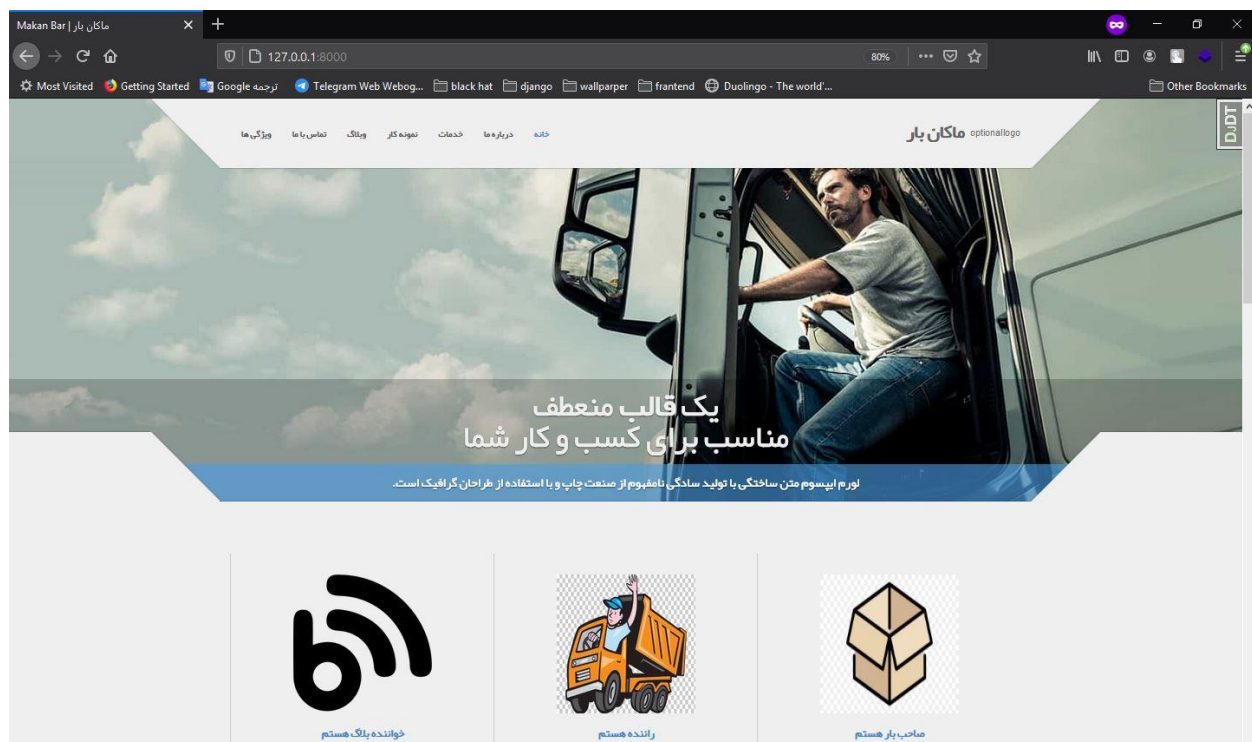 Makan Bar | ماکان بار
127.0.0.1:8000
80%
Most Visited
Getting Started
Google ترجمه
Telegram Web Webog...
black hat
django
wallparper
frantend
Duolingo - The world'...
Other Bookmarks
DJDT
ماکان بار optionallogo
خانه درباره ما خدمات نمونه کار وبلاگ تماس با ما ویژگی ها
یک قالب منعطف
مناسب برای کسب و کار شما
لورم ایپسوم متن ساختگی با تولید سادگی نامفهوم از صنعت چاپ و با استفاده از طراحان گرافیک است.
صاحب بار هستم
راننده هستم
خواننده بلاگ هستم